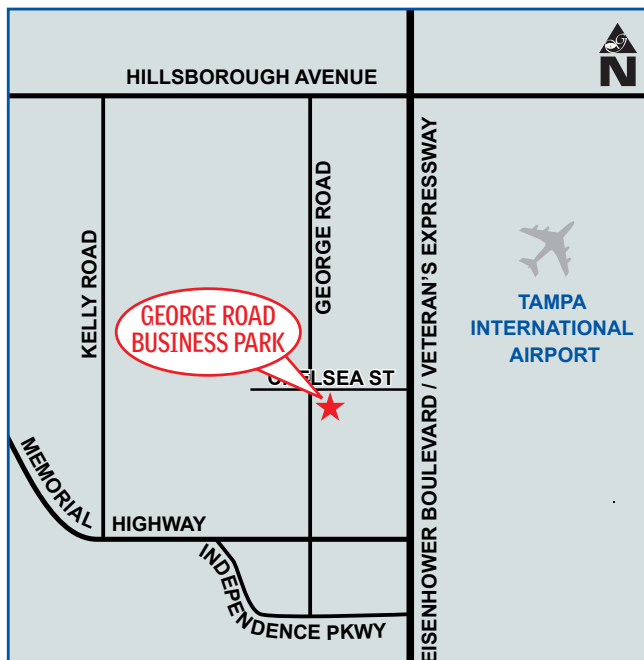 N
HILLSBOROUGH AVENUE
KELLY ROAD
GEORGE ROAD
EISENHOWER BOULEVARD / VETERAN'S EXPRESSWAY
TAMPA
INTERNATIONAL
AIRPORT
GEORGE ROAD
BUSINESS PARK
CHELSEA ST
MEMORIAL
HIGHWAY
INDEPENDENCE PKWY